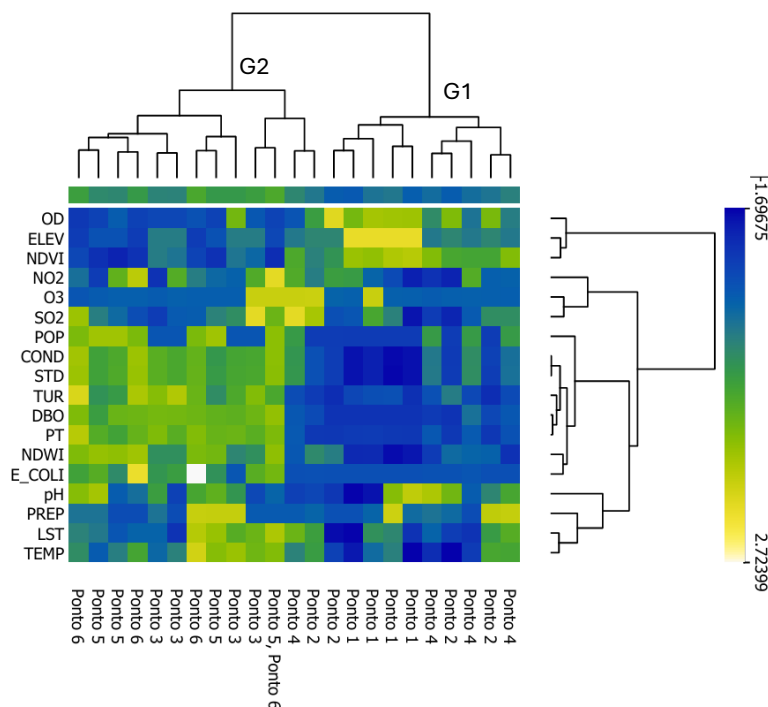 G2
G1
OD
ELEV
NDVI
NO2
O3
SO2
POP
COND
STD
TUR
DBO
PT
NDWI
E_COLI
pH
PREP
LST
TEMP
Ponto 6
Ponto 5
Ponto 5
Ponto 6
Ponto 3
Ponto 3
Ponto 6
Ponto 5
Ponto 3
Ponto 5, Ponto 6
Ponto 4
Ponto 2
Ponto 2
Ponto 1
Ponto 1
Ponto 1
Ponto 1
Ponto 4
Ponto 2
Ponto 4
Ponto 2
Ponto 4
-1.69675
2.72399